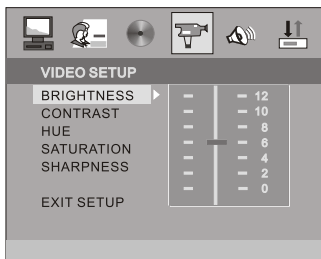 VIDEO SETUP
BRIGHTNESS
CONTRAST
HUE
SATURATION
SHARPNESS
EXIT SETUP
12
10
8
6
4
2
0